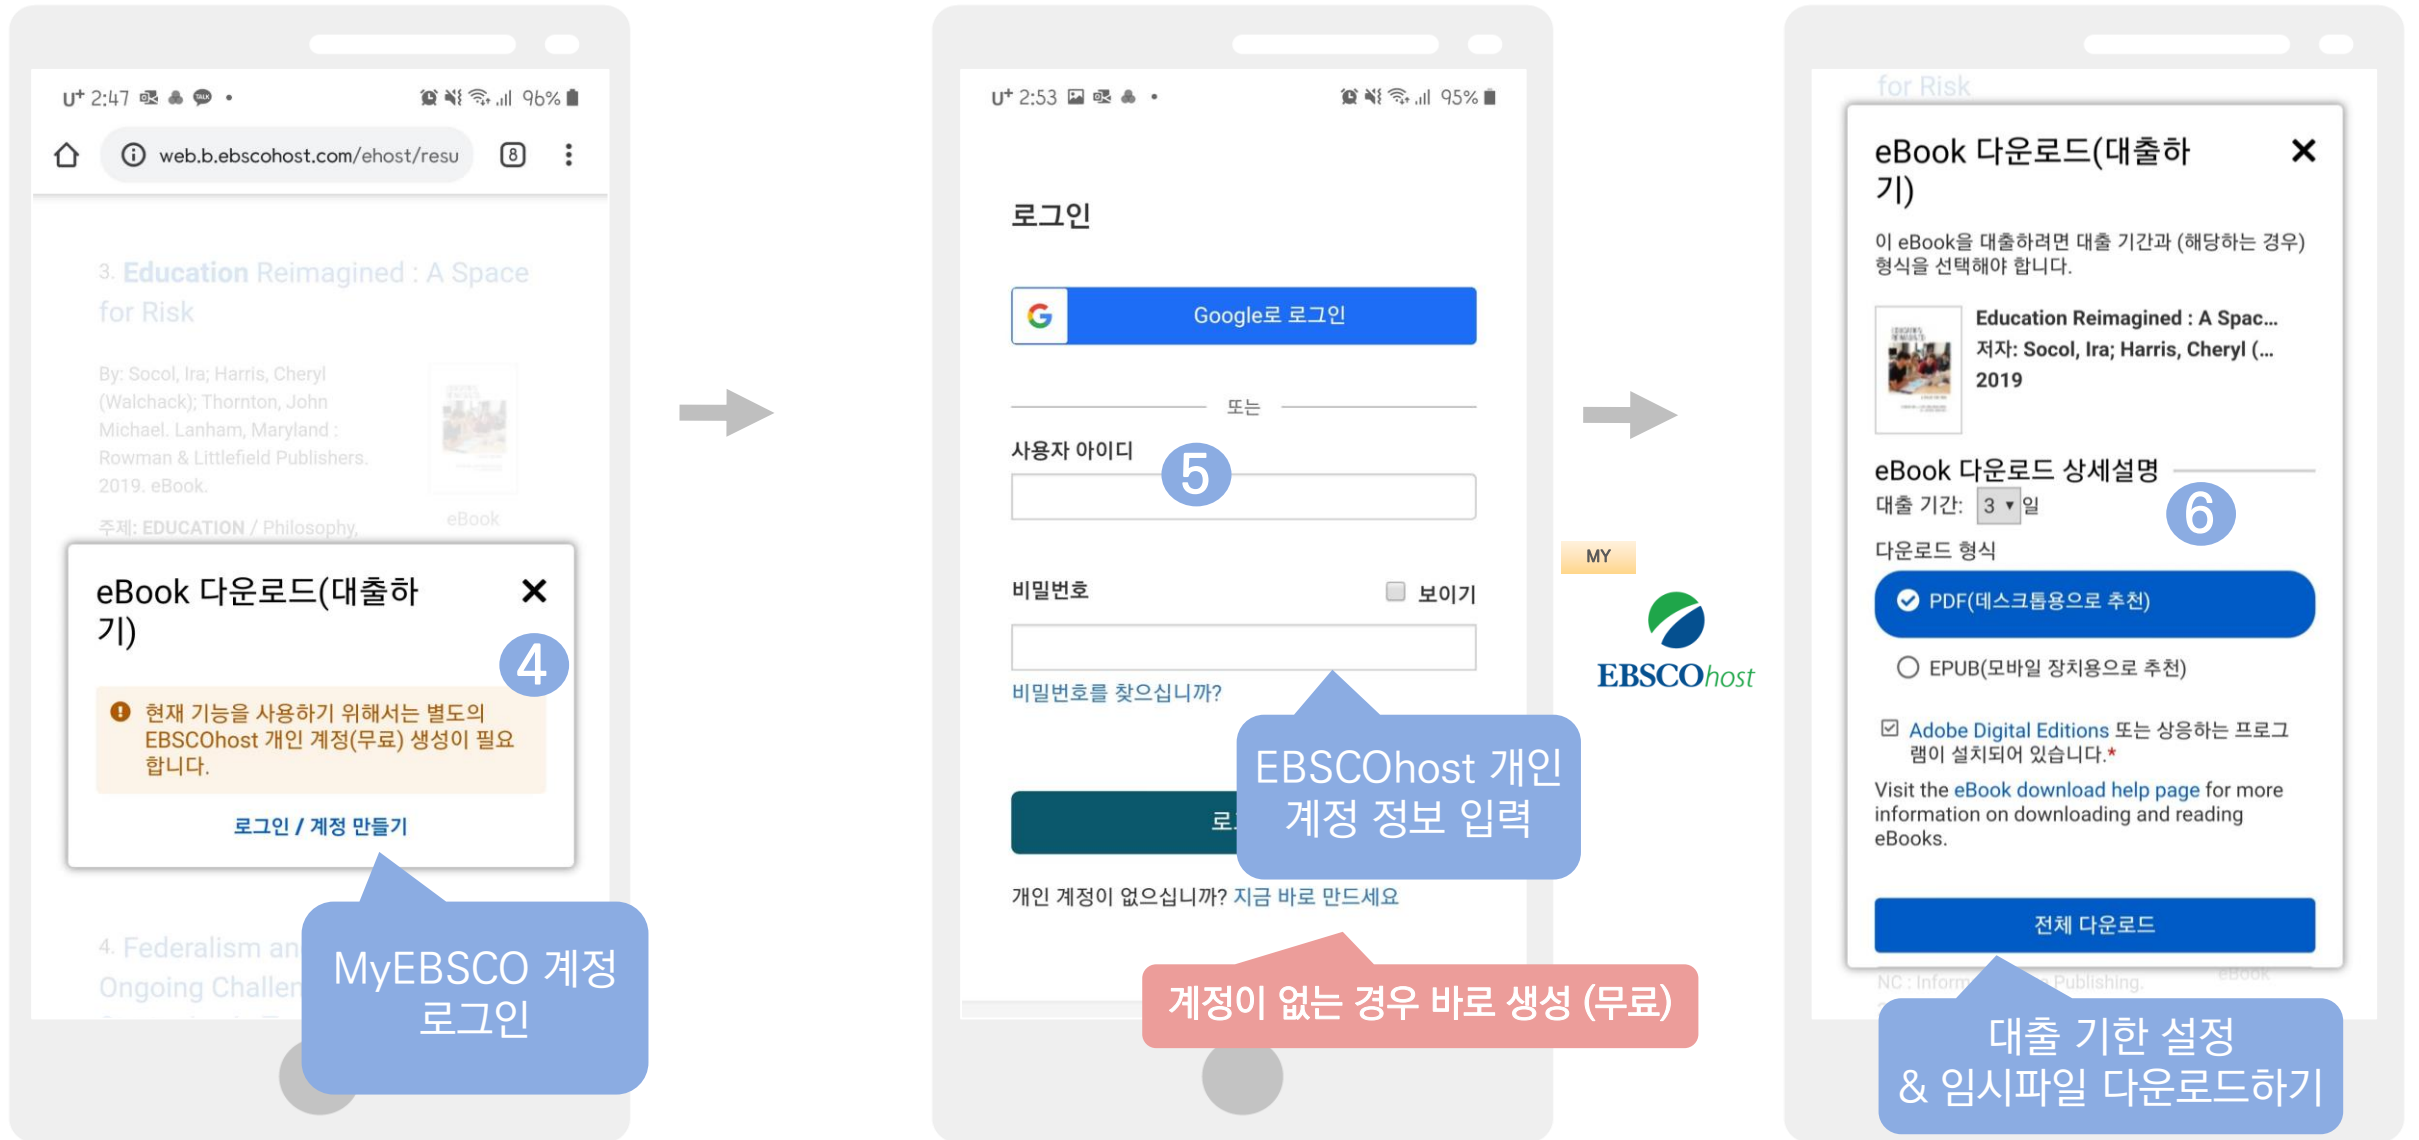 U+ 2:47
96%
web.b.ebscohost.com/ehost/resu
8
3. Education Reimagined : A Space
for Risk
By: Socol, Ira; Harris, Cheryl
(Walchack); Thornton, John
Michael. Lanham, Maryland :
Rowman & Littlefield Publishers.
2019. eBook.
eBook
주제: EDUCATION / Philosophy,
eBook 다운로드(대출하
기)
4
현재 기능을 사용하기 위해서는 별도의
EBSCOhost 개인 계정(무료) 생성이 필요
합니다.
로그인 / 계정 만들기
4. Federalism an
Ongoing Challen
MyEBSCO 계정
로그인
U+ 2:53
95%
로그인
G
Google로 로그인
또는
사용자 아이디
5
비밀번호
보이기
비밀번호를 찾으십니까?
EBSCOhost 개인
계정 정보 입력
개인 계정이 없으십니까? 지금 바로 만드세요
계정이 없는 경우 바로 생성 (무료)
MY
EBSCOhost
for Risk
eBook 다운로드(대출하
기)
이 eBook을 대출하려면 대출 기간과 (해당하는 경우)
형식을 선택해야 합니다.
Education Reimagined : A Spac...
저자: Socol, Ira; Harris, Cheryl (...
2019
eBook 다운로드 상세설명
대출 기간: 3 일
6
다운로드 형식
PDF(데스크톱용으로 추천)
EPUB(모바일 장치용으로 추천)
Adobe Digital Editions 또는 상응하는 프로그
램이 설치되어 있습니다.*
Visit the eBook download help page for more
information on downloading and reading
eBooks.
전체 다운로드
NC : Inform
Publishing.
eBook
대출 기한 설정
& 임시파일 다운로드하기